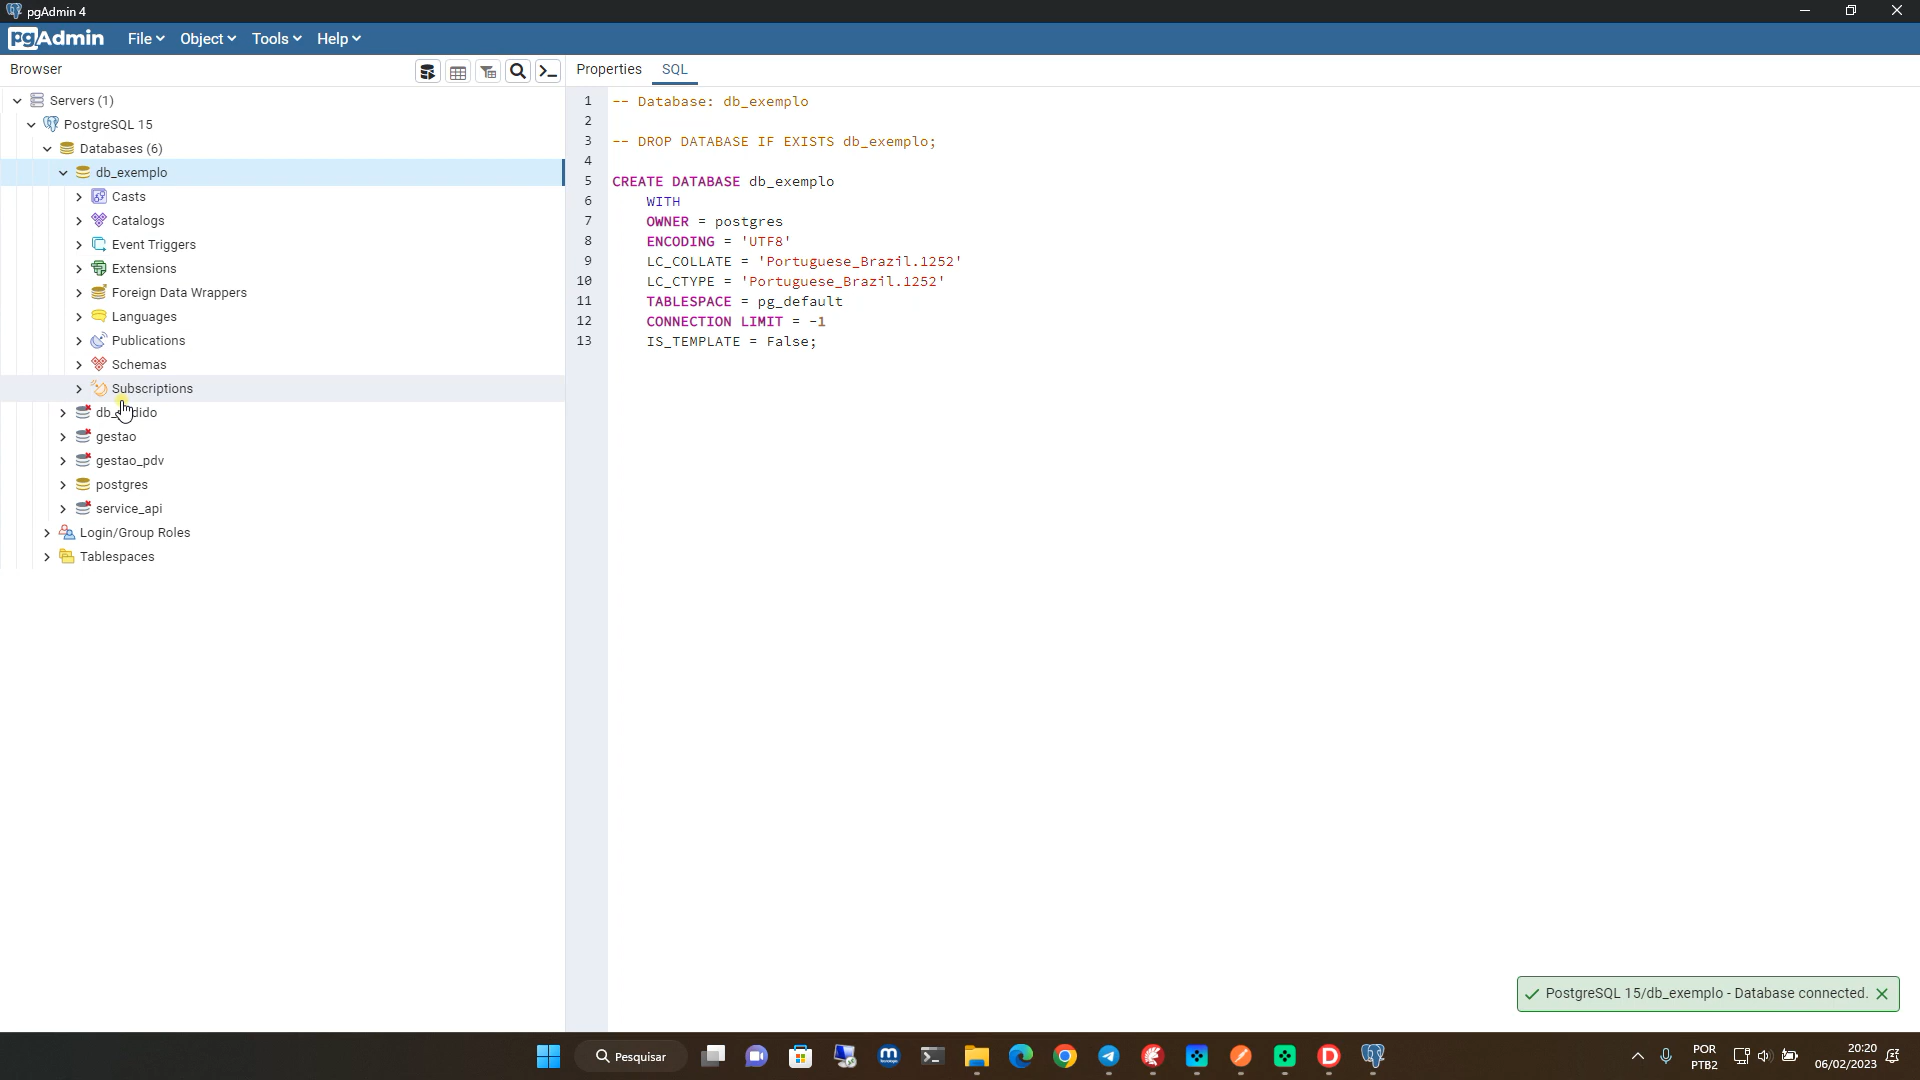 pgAdmin 4
pgAdmin File Object Tools Help
Browser
Properties SQL
Servers (1)
PostgreSQL 15
Databases (6)
db_exemplo
Casts
Catalogs
Event Triggers
Extensions
Foreign Data Wrappers
Languages
Publications
Schemas
Subscriptions
gestao
gestao_pdv
postgres
service_api
Login/Group Roles
Tablespaces
1 -- Database: db_exemplo
2
3 -- DROP DATABASE IF EXISTS db_exemplo;
4
5 CREATE DATABASE db_exemplo
6 WITH
7 OWNER = postgres
8 ENCODING = 'UTF8'
9 LC_COLLATE = 'Portuguese_Brazil.1252'
10 LC_CTYPE = 'Portuguese_Brazil.1252'
11 TABLESPACE = pg_default
12 CONNECTION LIMIT = -1
13 IS_TEMPLATE = False;
PostgreSQL 15/db_exemplo - Database connected.
Pesquisar
POR
PTB2
20:20
06/02/2023